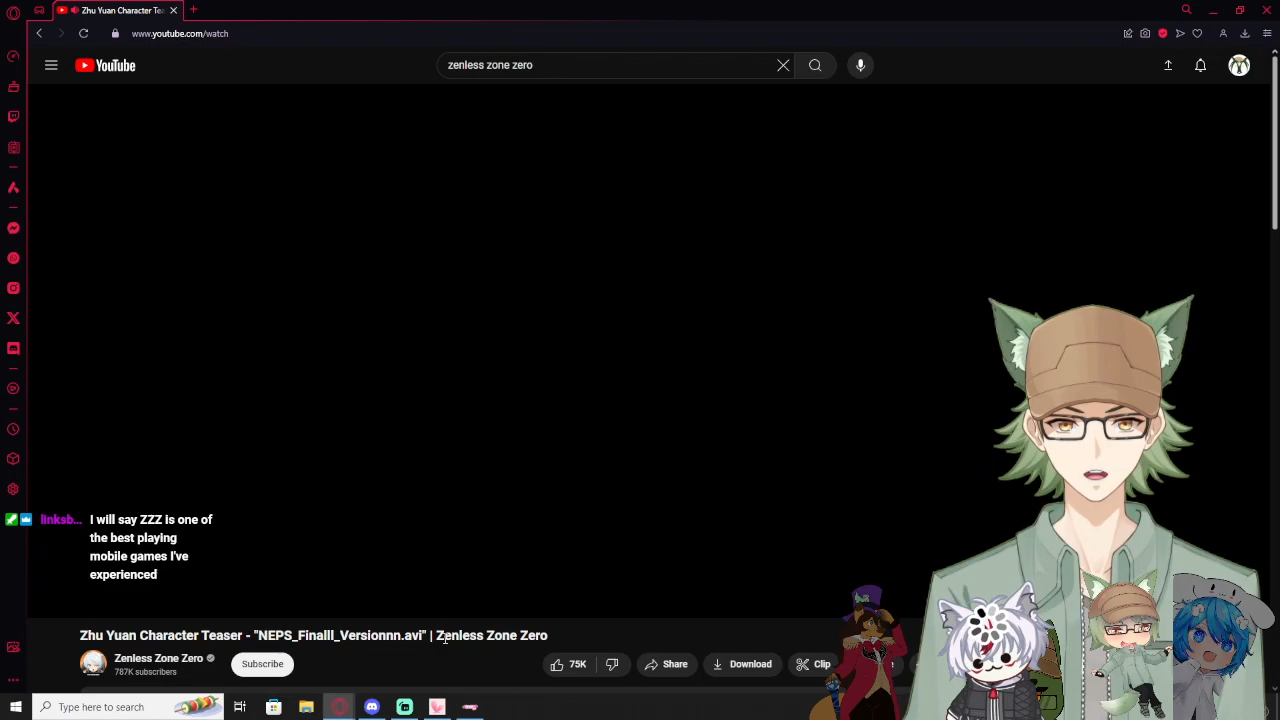 Zhu Yuan Character Tea
www.youtube.com/watch
YouTube
zenless zone zero
linksb... I will say ZZZ is one of
the best playing
mobile games I've
experienced
Zhu Yuan Character Teaser - "NEPS_Finalll_Versionnn.avi" | Zenless Zone Zero
Zenless Zone Zero
787K subscribers
Subscribe
75K
Share
Download
Clip
Type here to search